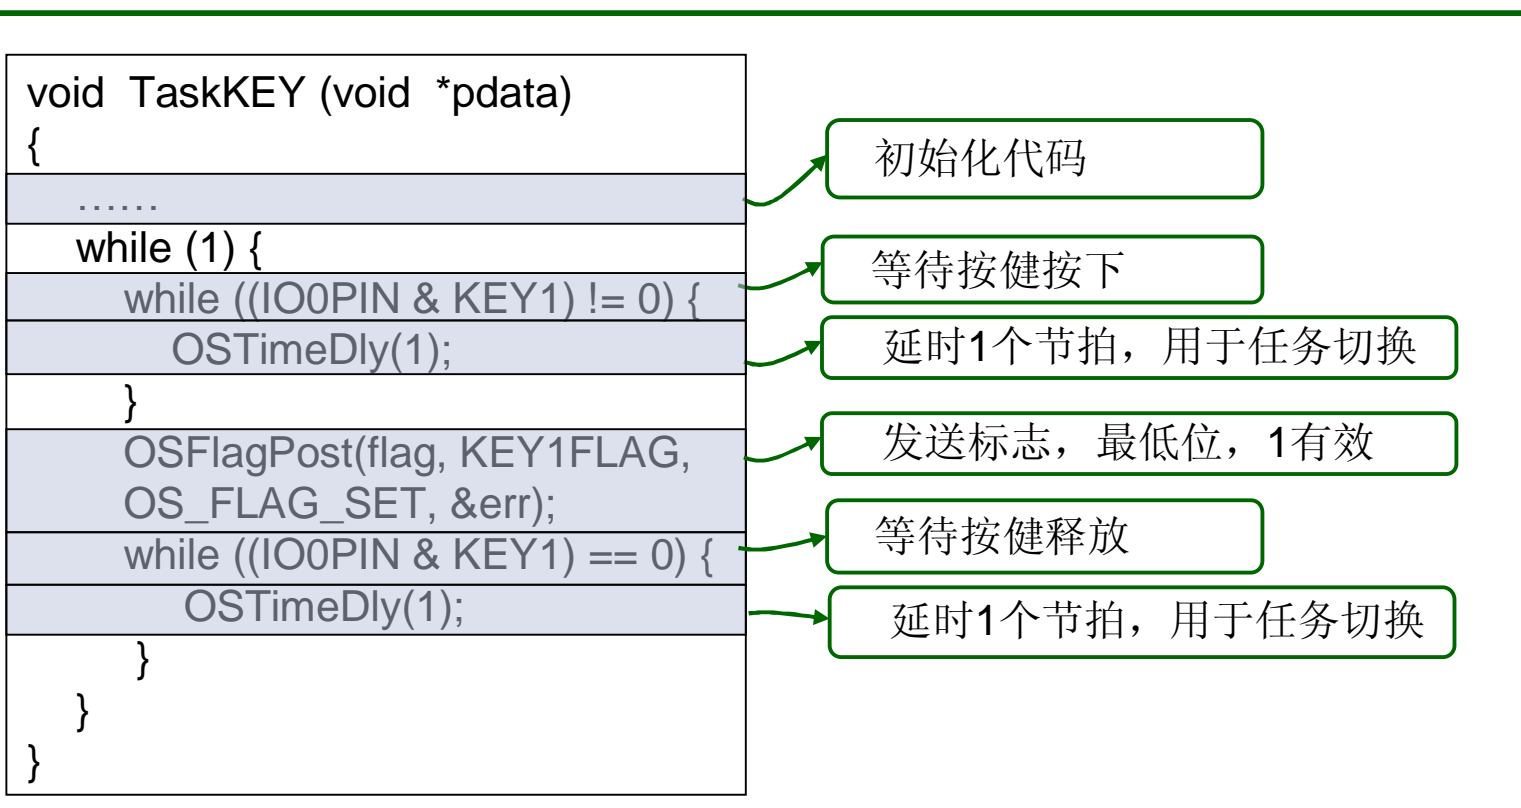 void TaskKEY (void *pdata)
{
……
初始化代码
while (1) {
while ((IO0PIN & KEY1) != 0) {
等待按健按下
OSTimeDly(1);
延时1个节拍，用于任务切换
}
OSFlagPost(flag, KEY1FLAG,
OS_FLAG_SET, &err);
发送标志，最低位，1有效
while ((IO0PIN & KEY1) == 0) {
等待按健释放
OSTimeDly(1);
延时1个节拍，用于任务切换
}
}
}